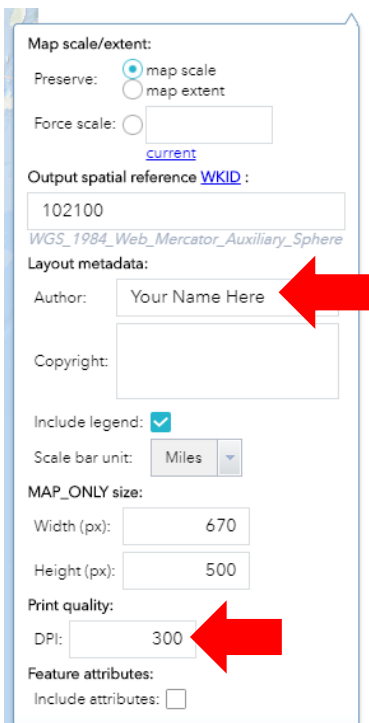 Map scale/extent:
Preserve: map scale
map extent
Force scale:
current
Output spatial reference WKID :
102100
WGS_1984_Web_Mercator_Auxiliary_Sphere
Layout metadata:
Author: Your Name Here
Copyright:
Include legend:
Scale bar unit: Miles
MAP_ONLY size:
Width (px): 670
Height (px): 500
Print quality:
DPI: 300
Feature attributes:
Include attributes: